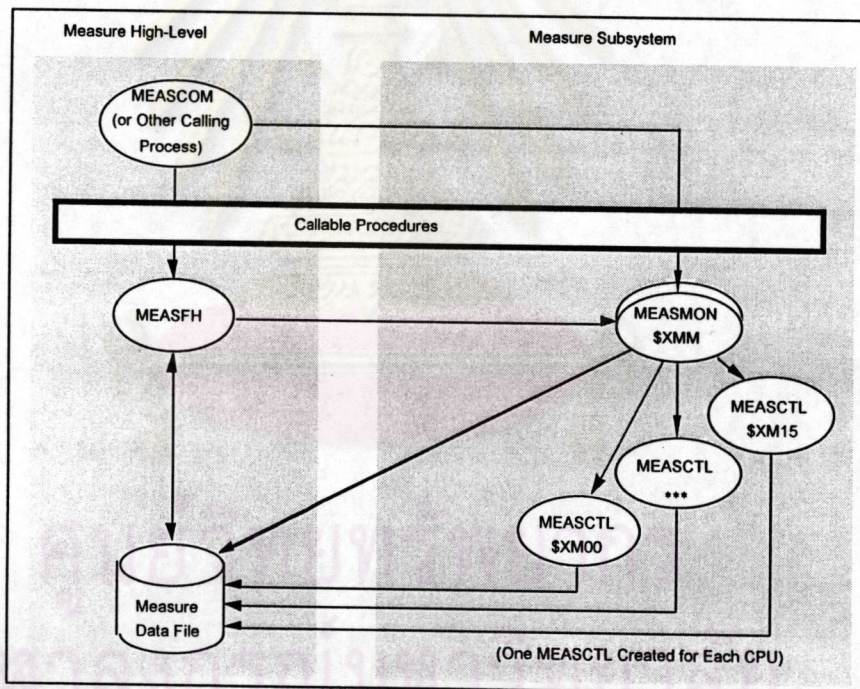 Measure High-Level
Measure Subsystem
MEASCOM
(or Other Calling
Process)
Callable Procedures
MEASFH
MEASMON
$XMM
MEASCTL
$XM15
MEASCTL
***
MEASCTL
$XM00
Measure
Data File
(One MEASCTL Created for Each CPU)